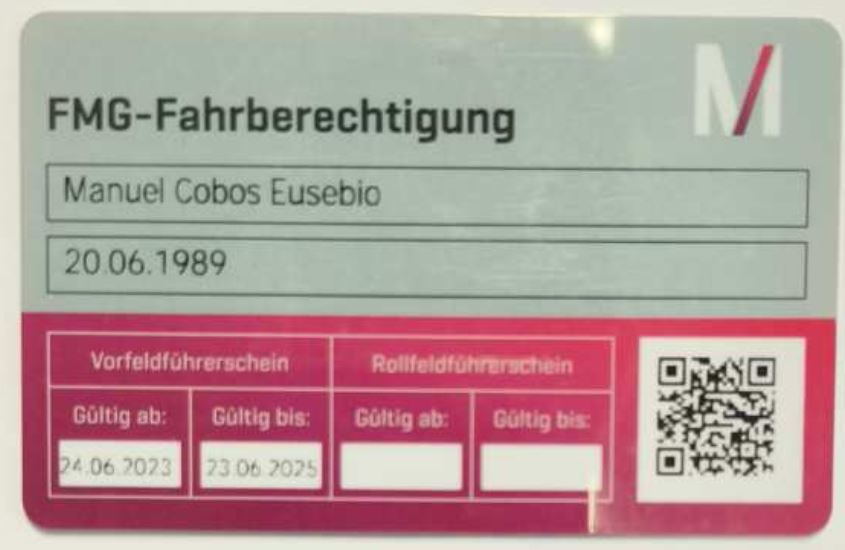 M
FMG-Fahrberechtigung
Manuel Cobos Eusebio
20.06.1989
Vorfeldführerschein Rollfeldführerschein
Gültig ab: Gültig bis: Gültig ab: Gültig bis:
24.06.2023 23.06.2025